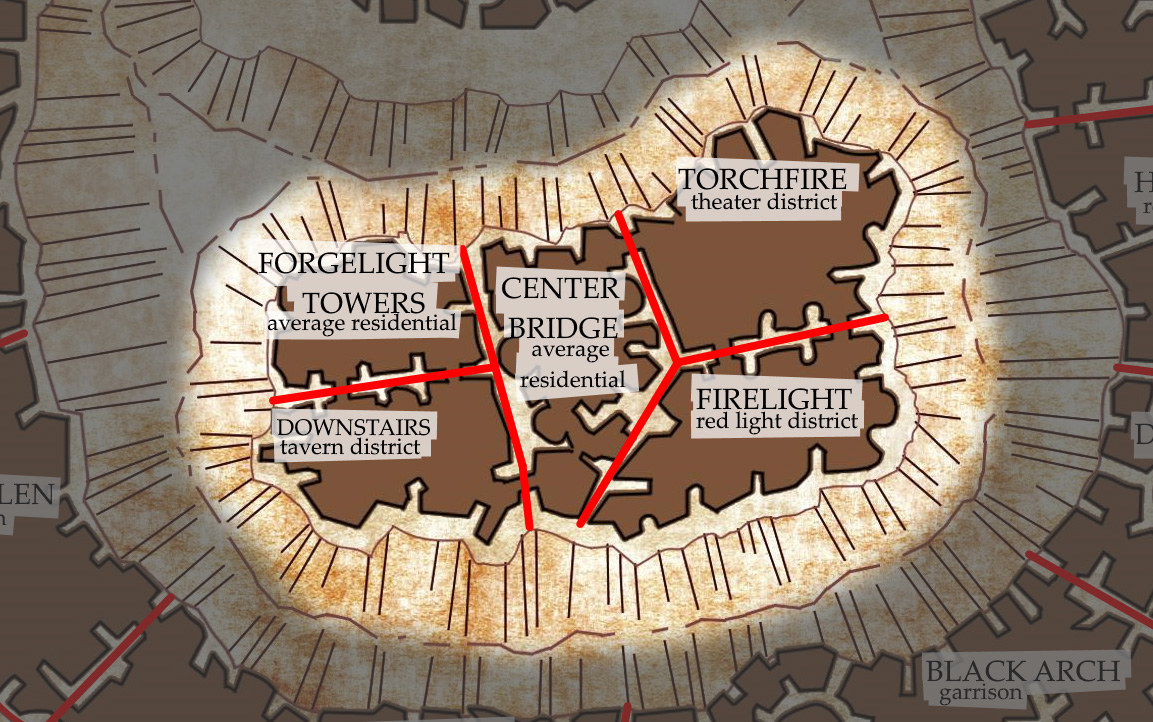 TORCHFIRE
theater district
FORGELIGHT
TOWERS
average residential
CENTER
BRIDGE
average
residential
FIRELIGHT
red light district
DOWNSTAIRS
tavern district
BLACK ARCH
garrison